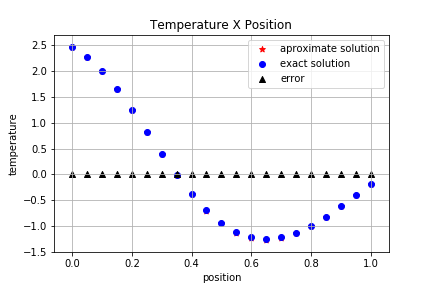 Temperature X Position
2.5
2.0
1.5
1.0
0.5
0.0
−0.5
−1.0
−1.5
temperature
aproximate solution
exact solution
error
0.0 0.2 0.4 0.6 0.8 1.0
position